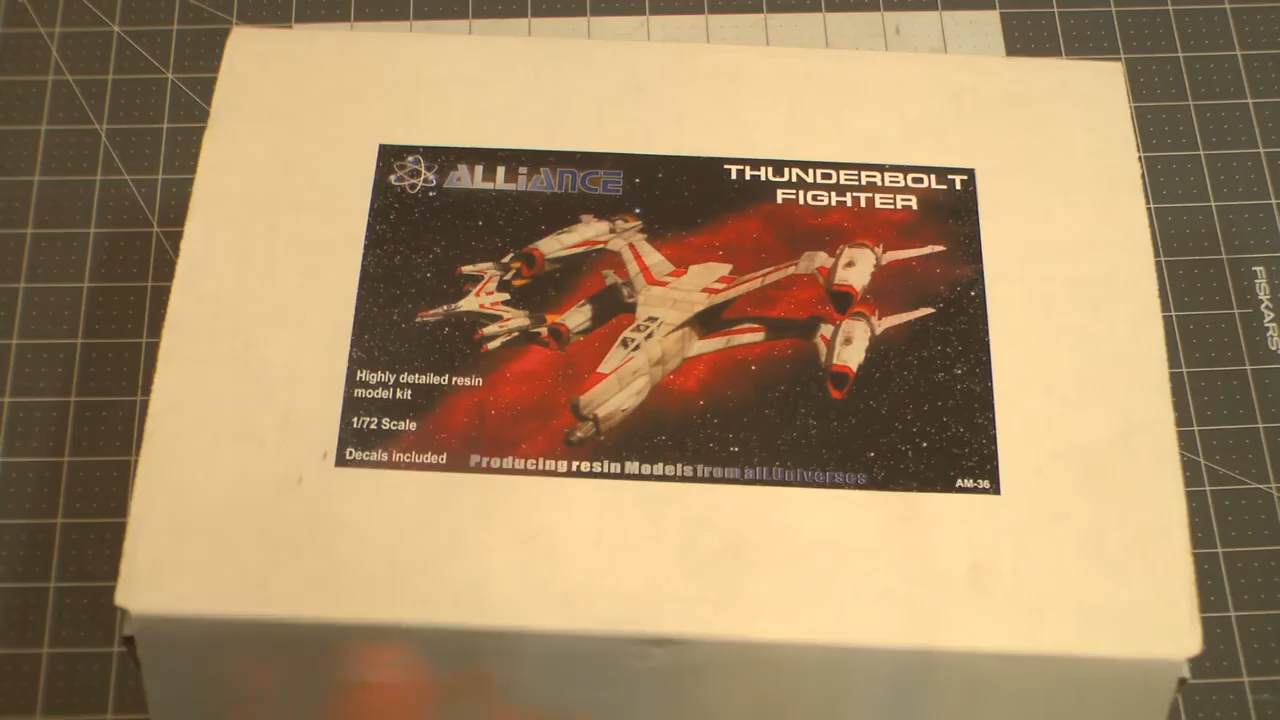 ALLiANCE
THUNDERBOLT
FIGHTER
Highly detailed resin
model kit
1/72 Scale
Decals included
Producing resin Models from all Universes
AM-36
FISKARS